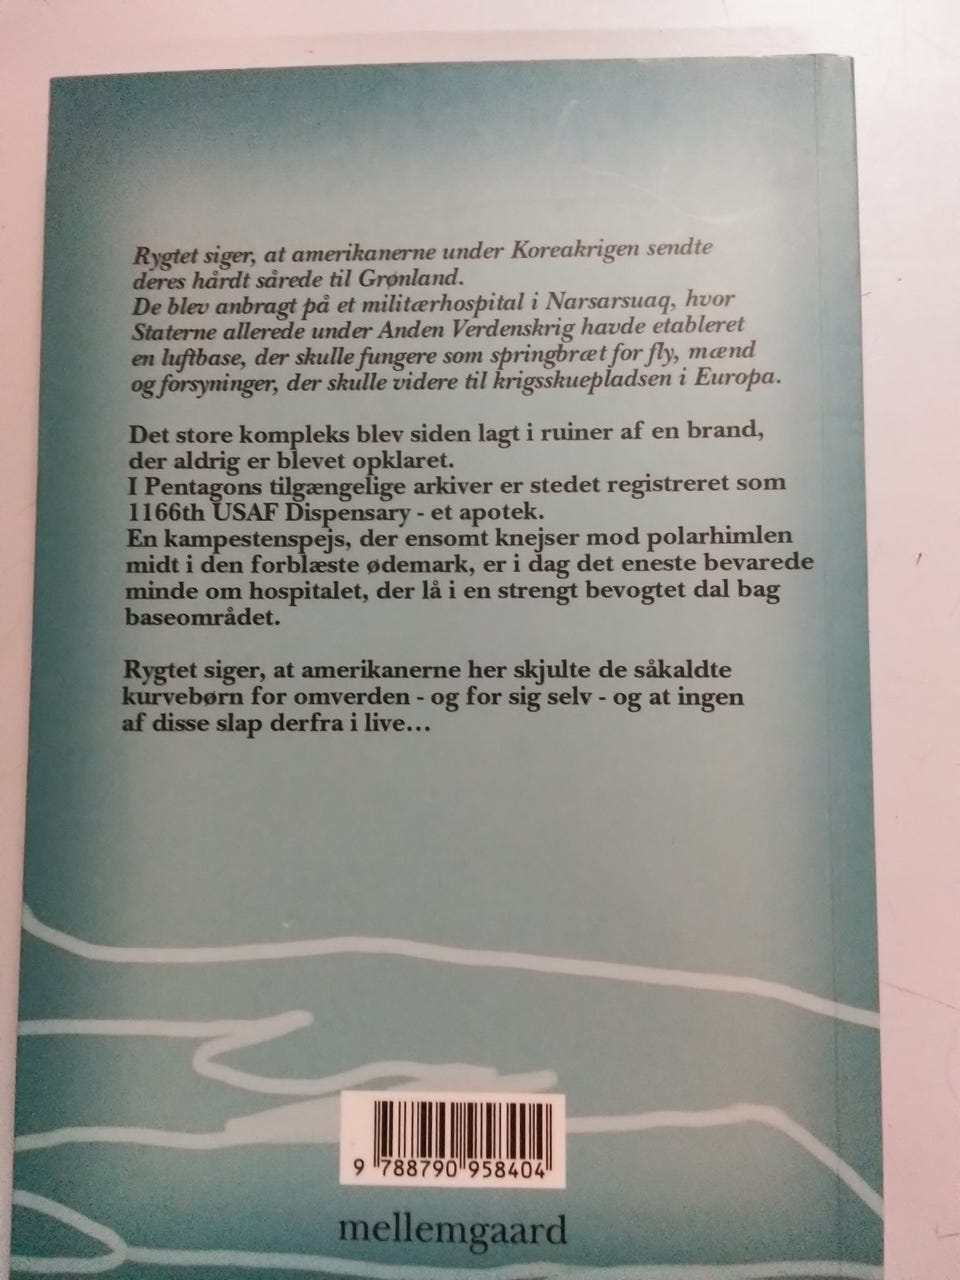 Rygtet siger, at amerikanerne under Koreakrigen sendte
deres hårdt sårede til Grønland.
De blev anbragt på et militærhospital i Narsarsuaq, hvor
Staterne allerede under Anden Verdenskrig havde etableret
en luftbase, der skulle fungere som springbræt for fly, mænd
og forsyninger, der skulle videre til krigsskuepladsen i Europa.
Det store kompleks blev siden lagt i ruiner af en brand,
der aldrig er blevet opklaret.
I Pentagons tilgængelige arkiver er stedet registreret som
1166th USAF Dispensary - et apotek.
En kampestenspejs, der ensomt knejser mod polarhimlen
midt i den forblæste ødemark, er i dag det eneste bevarede
minde om hospitalet, der lå i en strengt bevogtet dal bag
baseområdet.
Rygtet siger, at amerikanerne her skjulte de såkaldte
kurvebørn for omverden - og for sig selv - og at ingen
af disse slap derfra i live...
9 788790 958404
mellemgaard